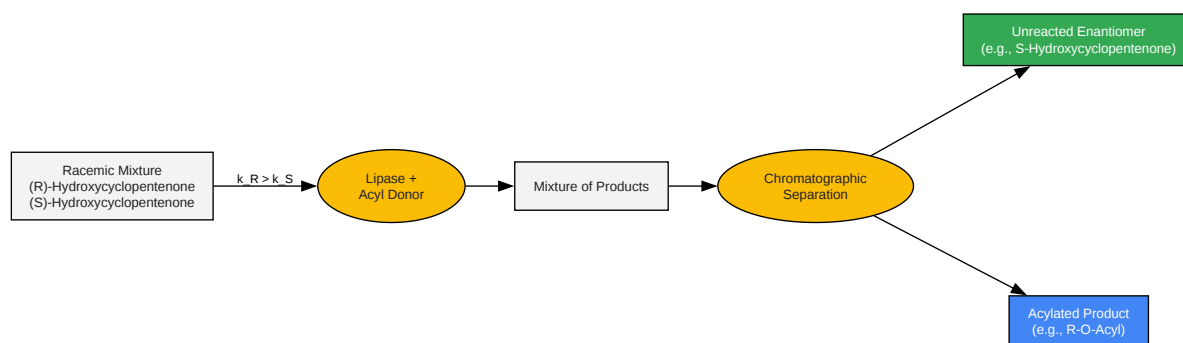 Racemic Mixture
(R)-Hydroxycyclopentenone
(S)-Hydroxycyclopentenone
k_R > k_S
Lipase +
Acyl Donor
Mixture of Products
Chromatographic
Separation
Unreacted Enantiomer
(e.g., S-Hydroxycyclopentenone)
Acylated Product
(e.g., R-O-Acyl)